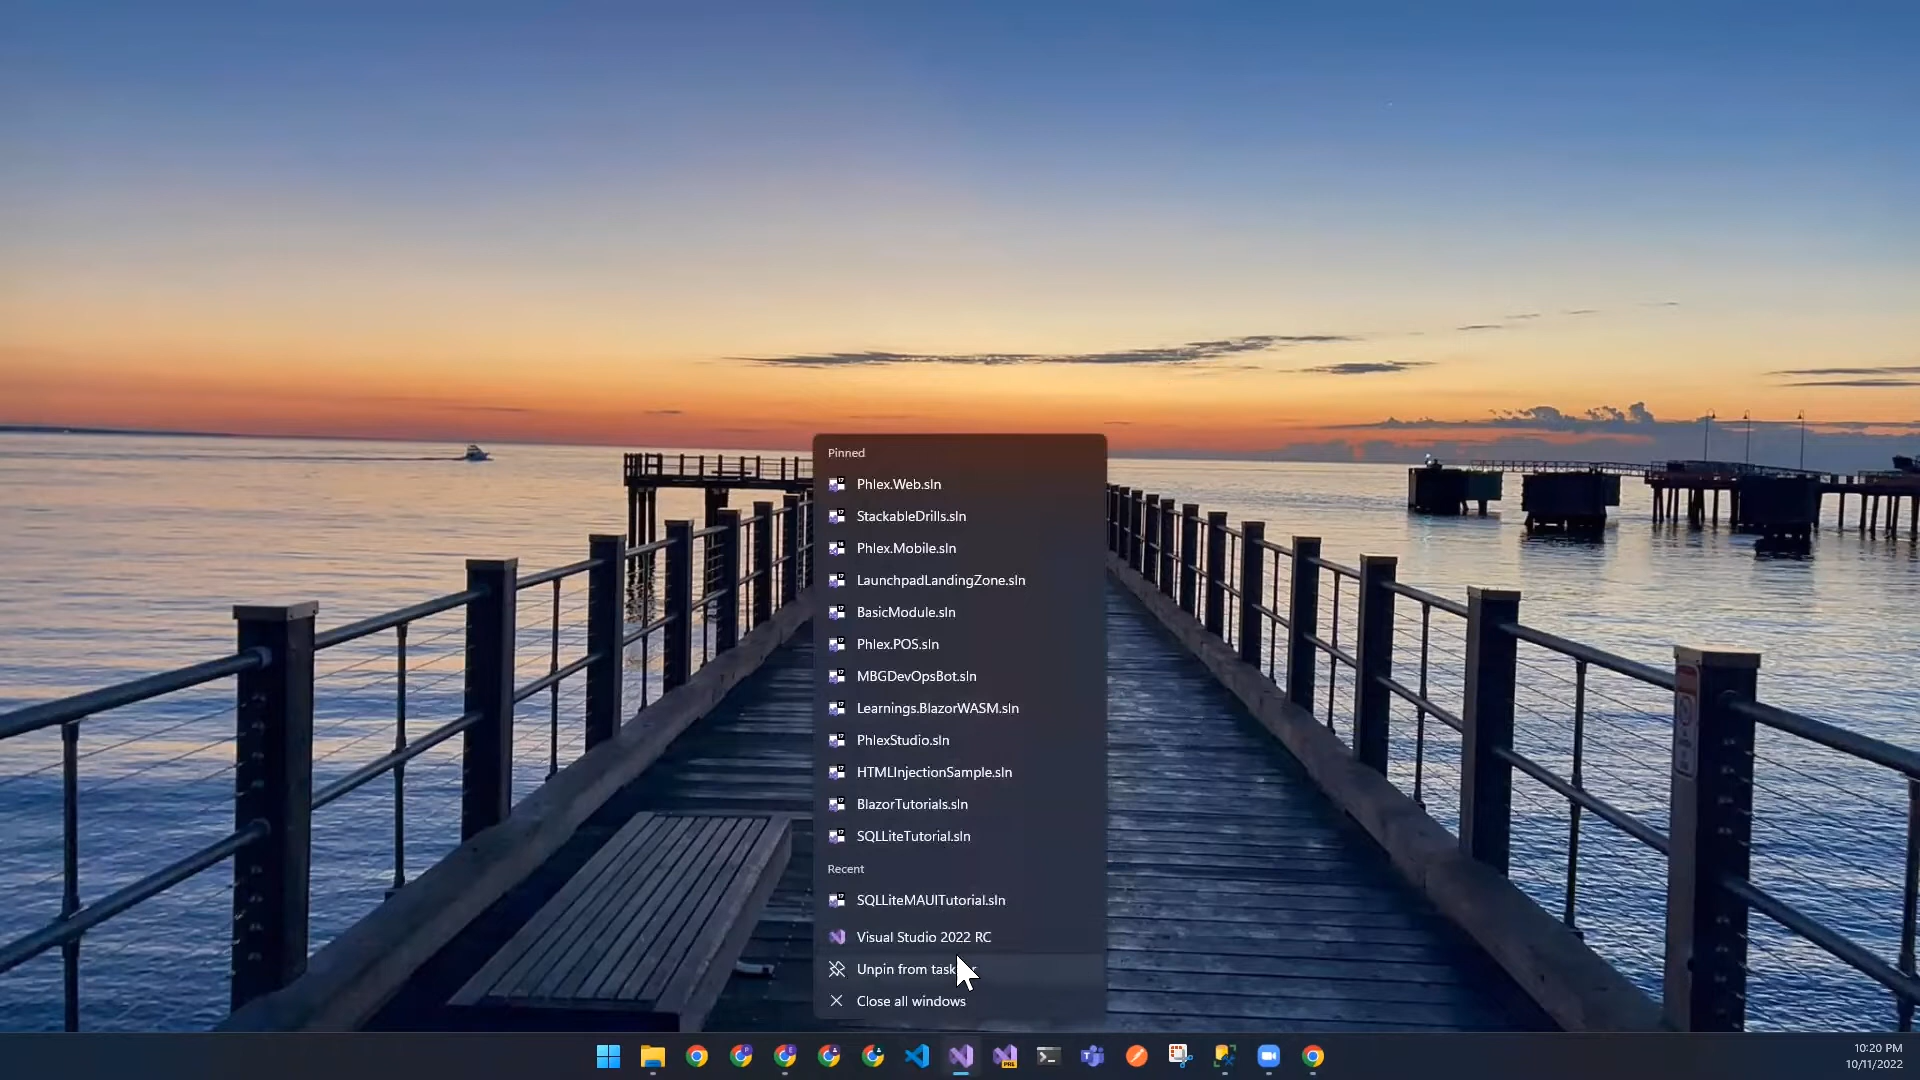 Pinned
Phlex.Web.sln
StackableDrills.sln
Phlex.Mobile.sln
LaunchpadLandingZone.sln
BasicModule.sln
Phlex.POS.sln
MBGDevOpsBot.sln
Learnings.BlazorWASM.sln
PhlexStudio.sln
HTMLInjectionSample.sln
BlazorTutorials.sln
SQLLiteTutorial.sln
Recent
SQLLiteMAUITutorial.sln
Visual Studio 2022 RC
Unpin from
Close all windows
10:20 PM
10/11/2022